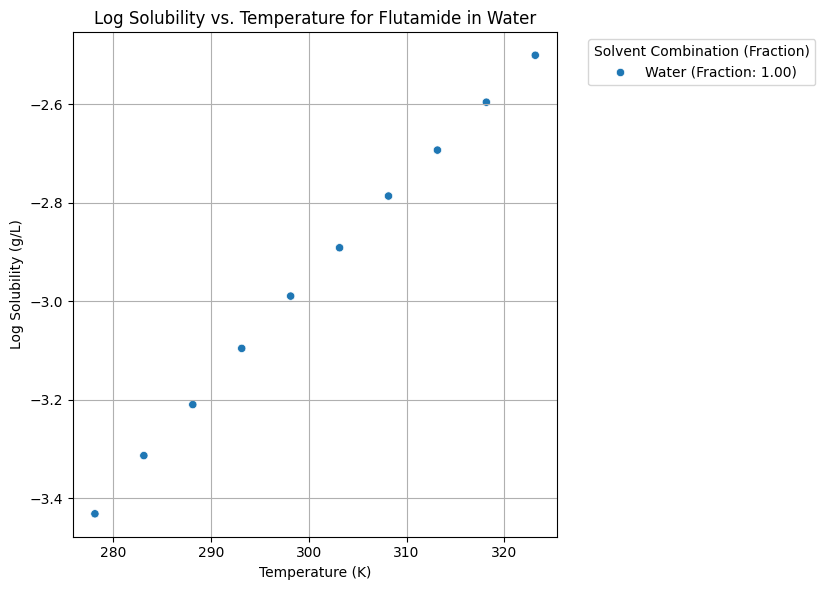 Log Solubility vs. Temperature for Flutamide in Water
Solvent Combination (Fraction)
Water (Fraction: 1.00)
Log Solubility (g/L)
−2.6
−2.8
−3.0
−3.2
−3.4
280 290 300 310 320
Temperature (K)